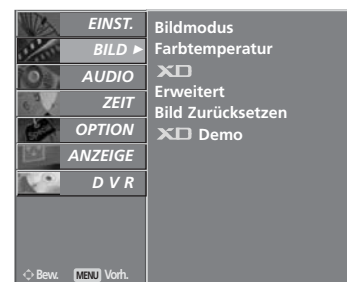 EINST.
BILD ►
AUDIO
ZEIT
OPTION
ANZEIGE
D V R
Bildmodus
Farbtemperatur
XD
Erweitert
Bild Zurücksetzen
XD Demo
Bew. MENU Vorh.